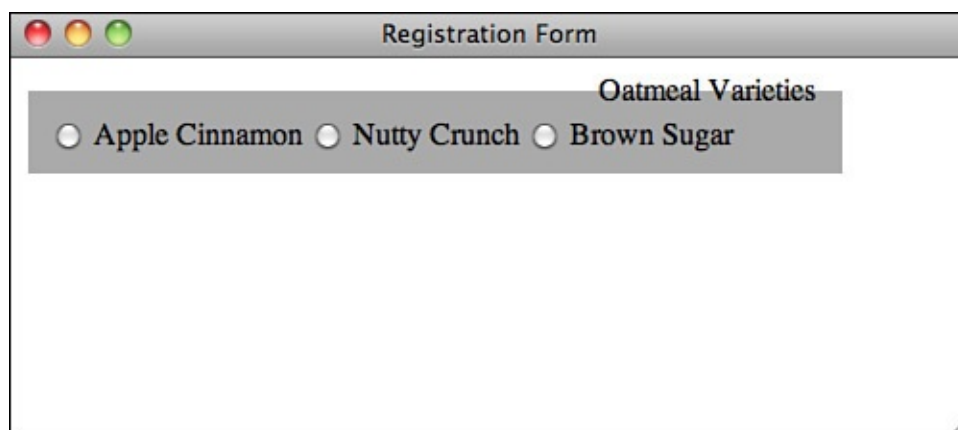 Registration Form
Oatmeal Varieties
Apple Cinnamon Nutty Crunch Brown Sugar